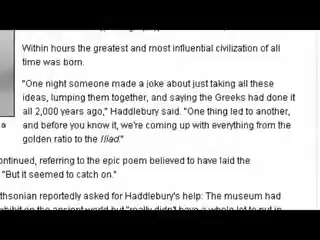 Within hours the greatest and most influential civilization of all
time was born.
"One night someone made a joke about just taking all these
ideas, lumping them together, and saying the Greeks had done it
all 2,000 years ago," Haddlebury said. "One thing led to another,
and before you know it, we're coming up with everything from the
golden ratio to the Iliad."
a
ontinued, referring to the epic poem believed to have laid the
"But it seemed to catch on."
ithsonian reportedly asked for Haddlebury's help: The museum had